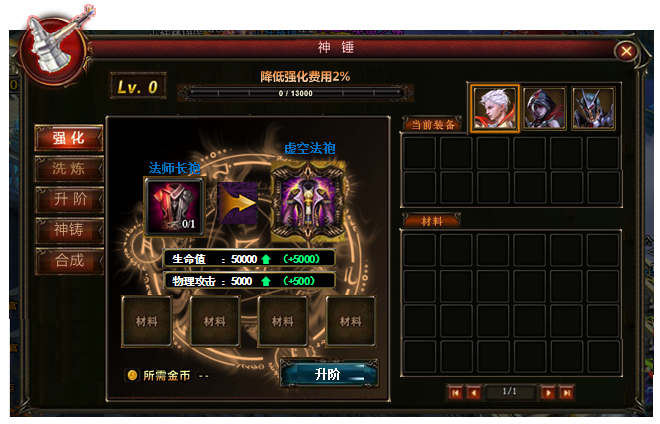 神 锤
Lv. 0
降低强化费用2%
0 / 13000
强 化
洗 炼
升 阶
神铸
合成
当前装备
法师长袍
虚空法袍
0/1
生命值 : 50000 (+5000)
物理攻击 : 5000 (+500)
材料
材料 材料 材料 材料
所需金币 --
升阶
1/1